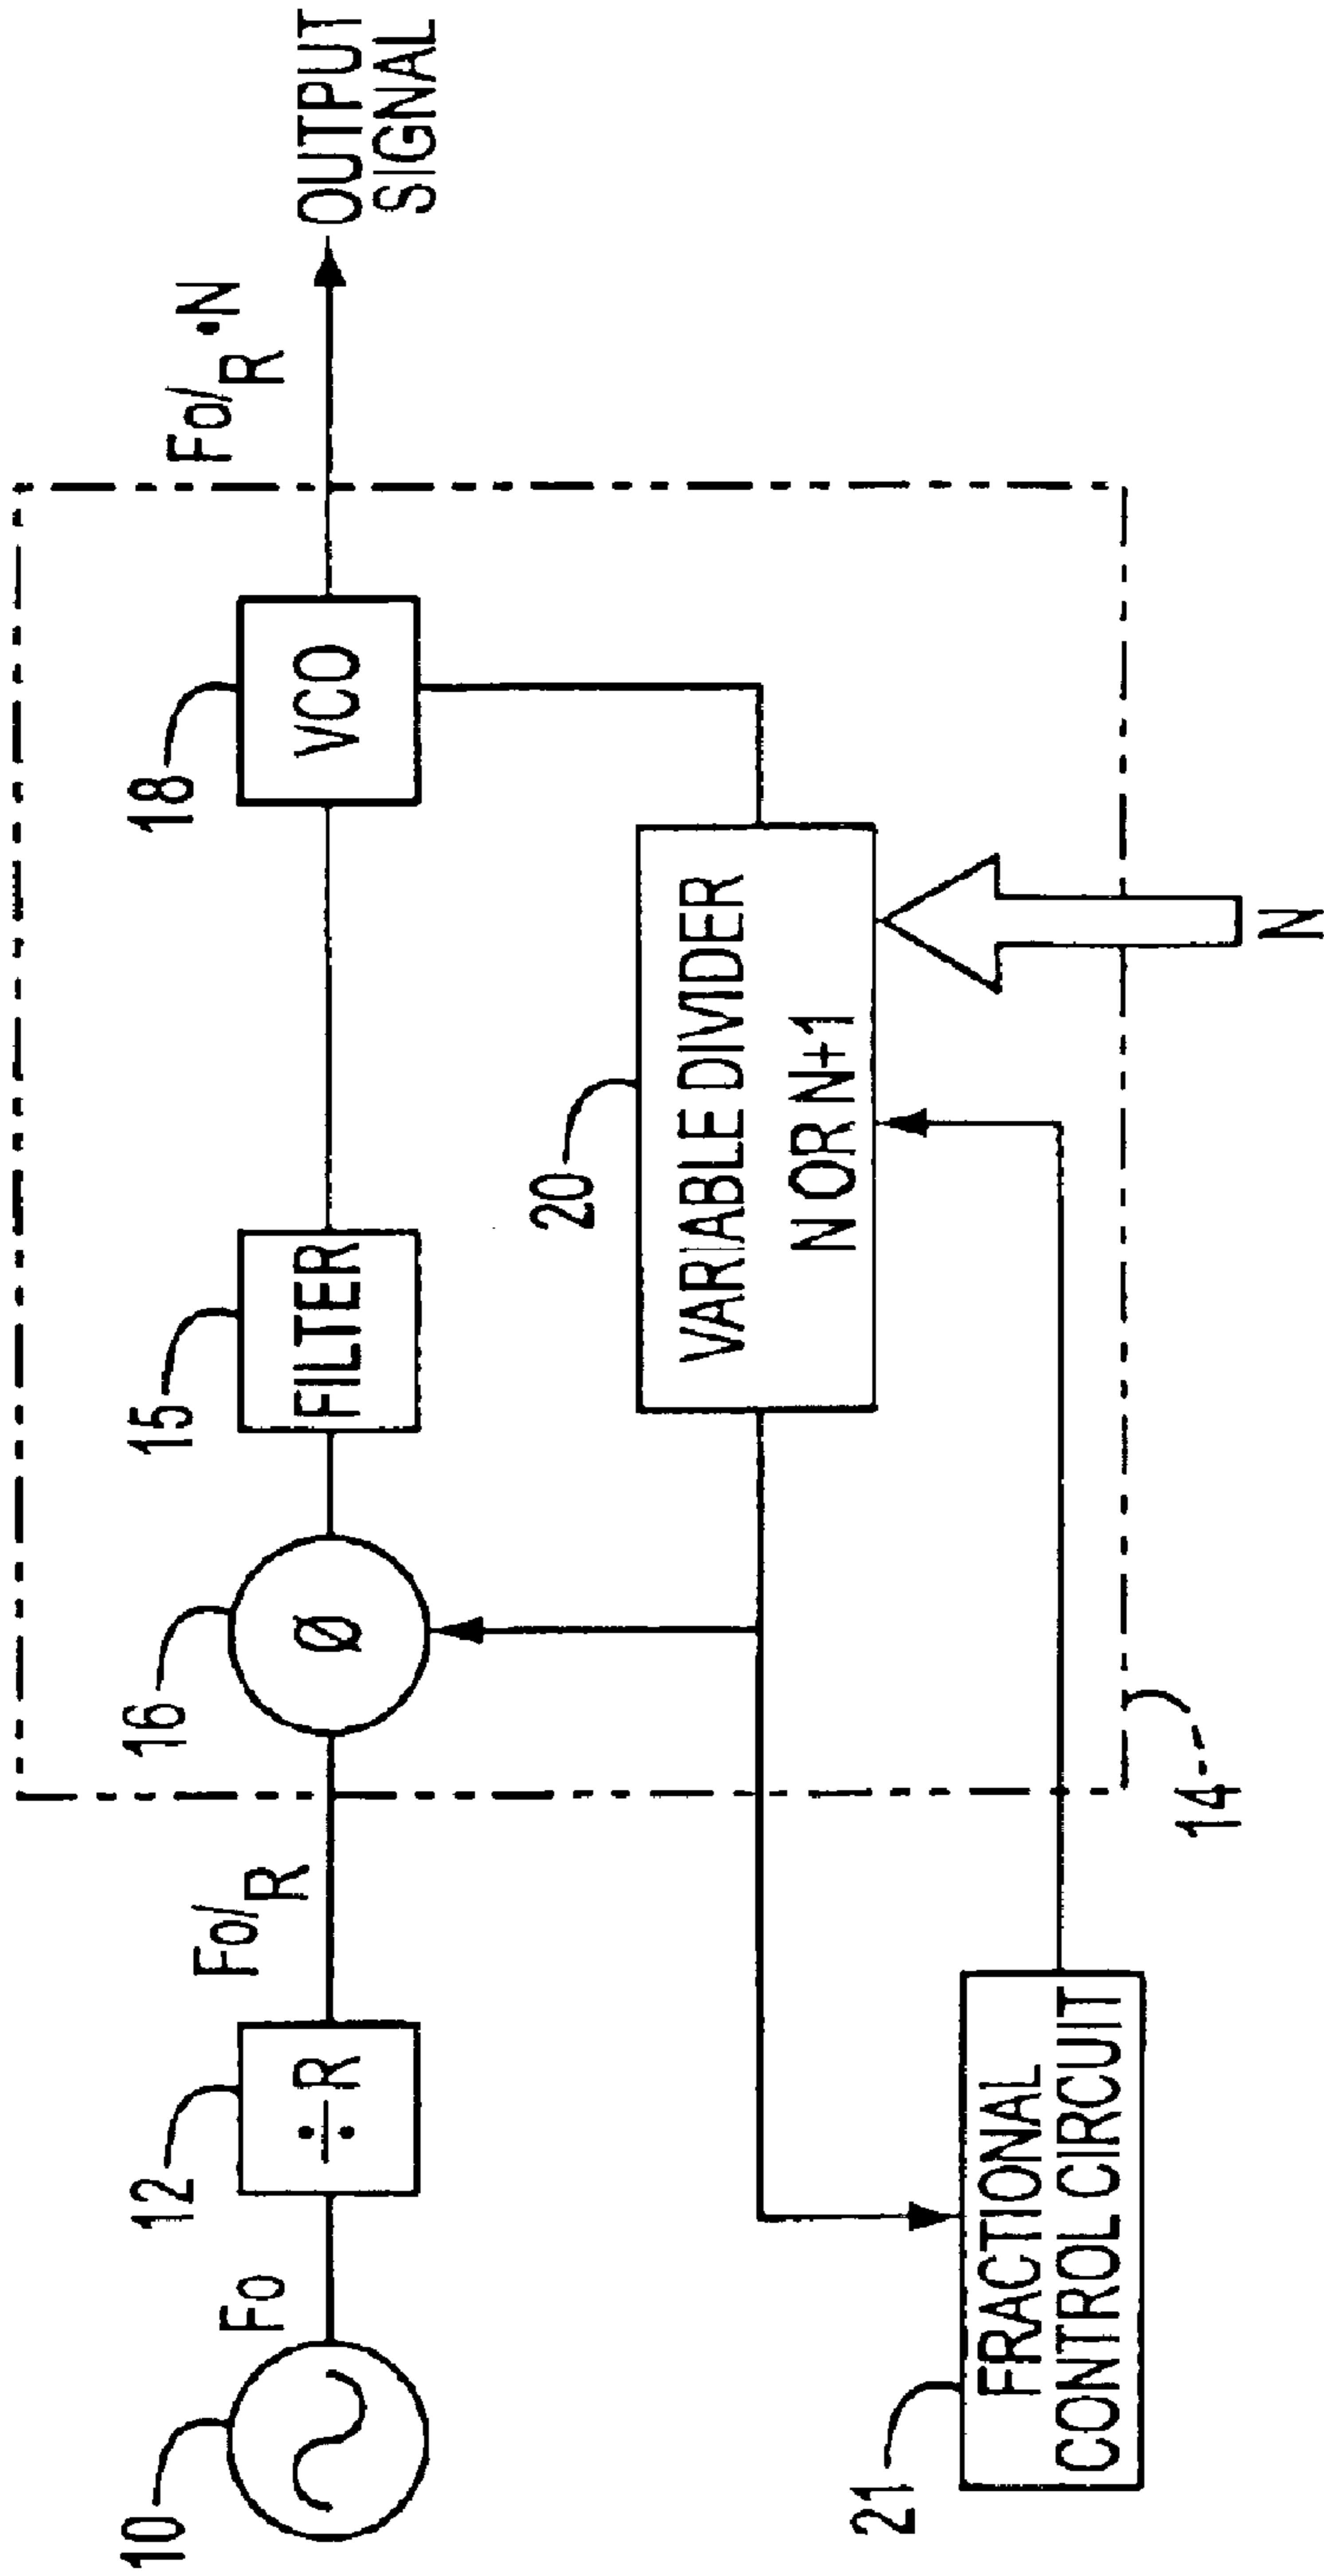 10
Fo
12
÷R
Fo/R
16
Ø
15
FILTER
18
VCO
Fo/R •N
OUTPUT
SIGNAL
20
VARIABLE DIVIDER
N OR N+1
21
FRACTIONAL
CONTROL CIRCUIT
14
N